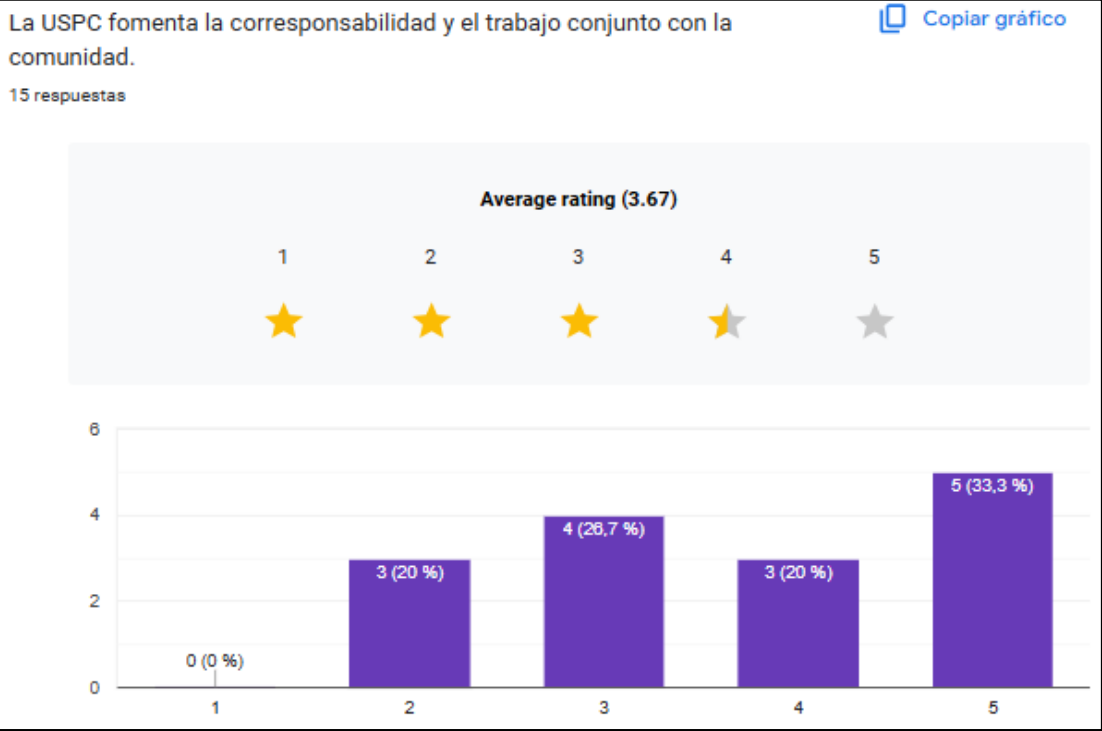 La USPC fomenta la corresponsabilidad y el trabajo conjunto con la
comunidad.
Copiar gráfico
15 respuestas
Average rating (3.67)
1 2 3 4 5
6
4
2
0
0 (0 %)
3 (20 %)
4 (26,7 %)
3 (20 %)
5 (33,3 %)
1 2 3 4 5